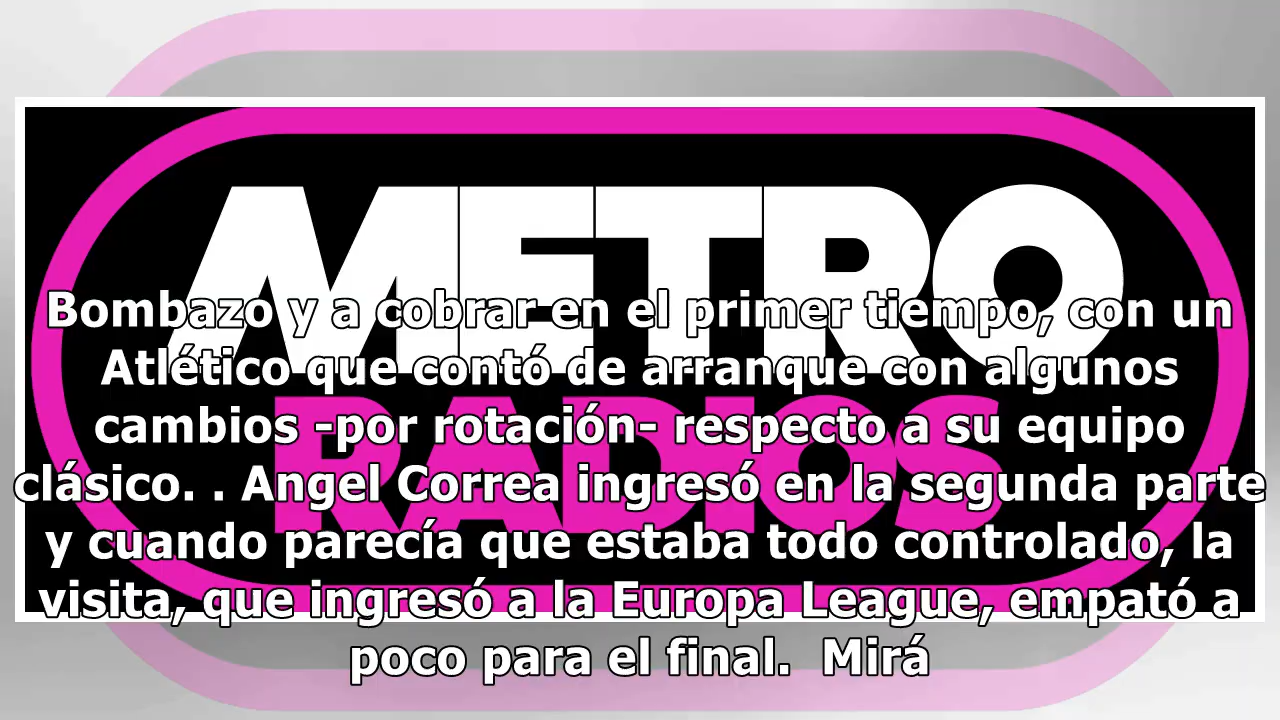 METRO
RADIOS
Bombazo y a cobrar en el primer tiempo, con un
Atlético que contó de arranque con algunos
cambios -por rotación- respecto a su equipo
clásico. . Angel Correa ingresó en la segunda parte
y cuando parecía que estaba todo controlado, la
visita, que ingresó a la Europa League, empató a
poco para el final.  Mirá